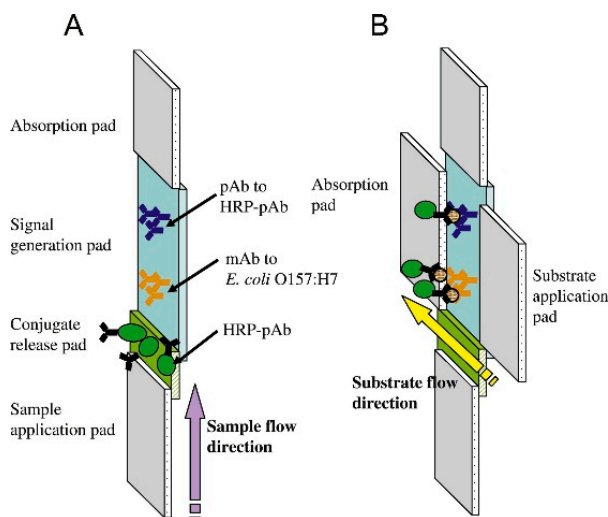 A
Absorption pad
pAb to
HRP-pAb
Signal
generation pad
mAb to
E. coli O157:H7
Conjugate
release pad
HRP-pAb
Sample
application pad
Sample flow
direction
B
Absorption
pad
Substrate
application
pad
Substrate flow
direction